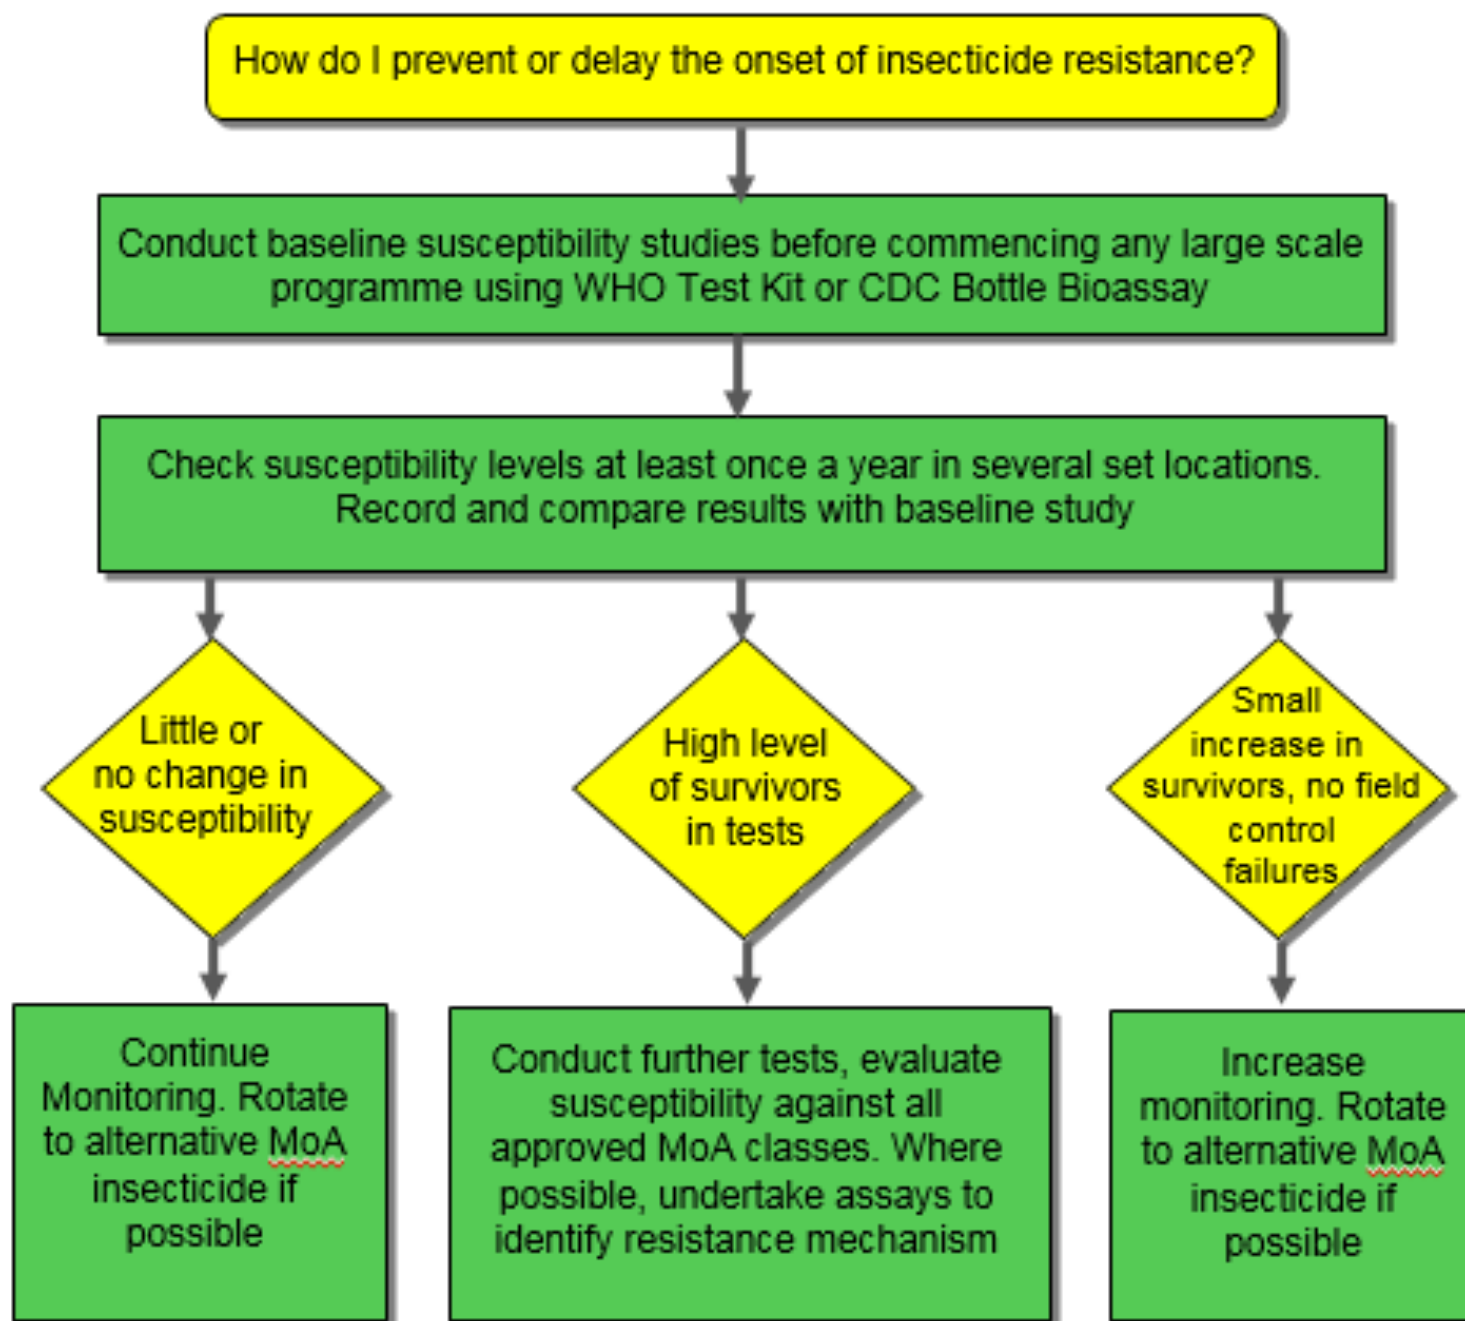 How do I prevent or delay the onset of insecticide resistance?
Conduct baseline susceptibility studies before commencing any large scale
programme using WHO Test Kit or CDC Bottle Bioassay
Check susceptibility levels at least once a year in several set locations.
Record and compare results with baseline study
Little or
no change in
susceptibility
High level
of survivors
in tests
Small
increase in
survivors, no field
control
failures
Continue
Monitoring. Rotate
to alternative MoA
insecticide if
possible
Conduct further tests, evaluate
susceptibility against all
approved MoA classes. Where
possible, undertake assays to
identify resistance mechanism
Increase
monitoring. Rotate
to alternative MoA
insecticide if
possible